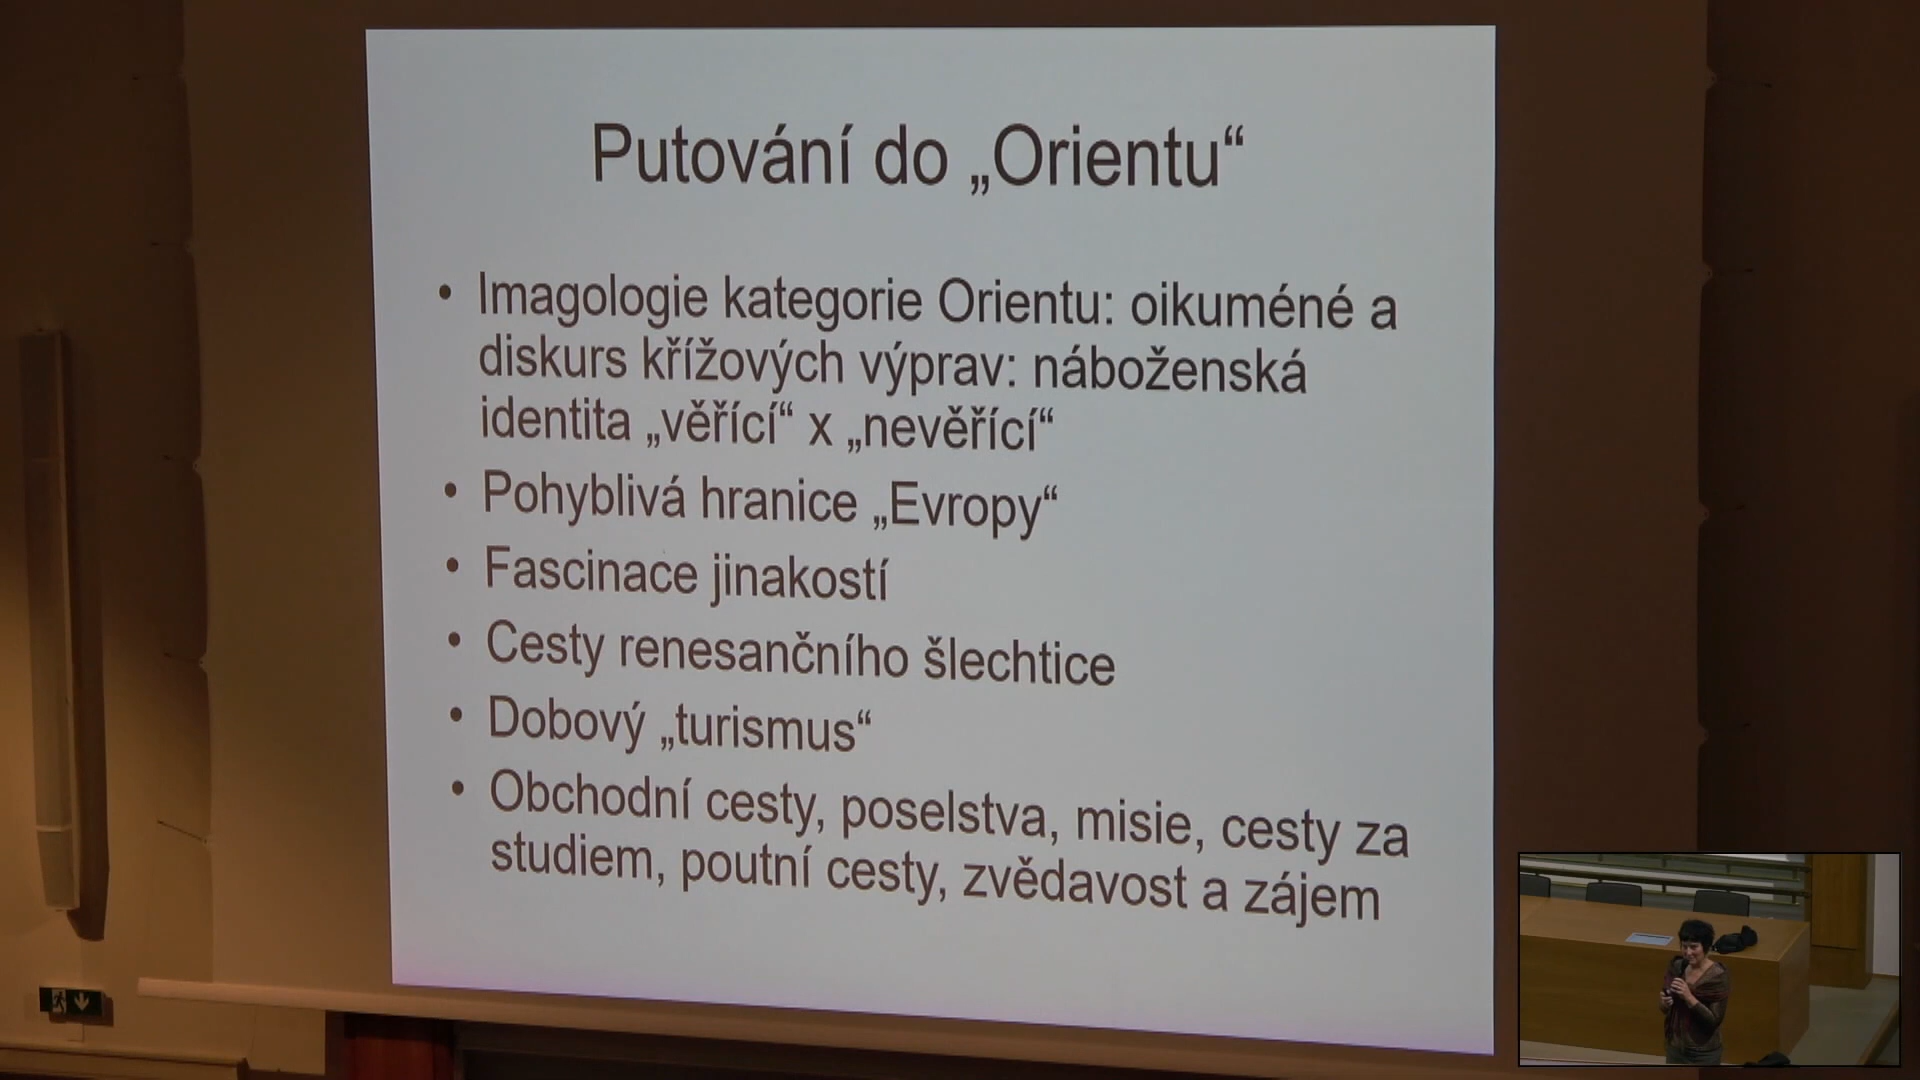 Putování do „Orientu“
• Imagologie kategorie Orientu: oikuméné a
diskurs křížových výprav: náboženská
identita „věřící“ x „nevěřící“
• Pohyblivá hranice „Evropy“
• Fascinace jinakostí
• Cesty renesančního šlechtice
• Dobový „turismus“
• Obchodní cesty, poselstva, misie, cesty za
studiem, poutní cesty, zvědavost a zájem